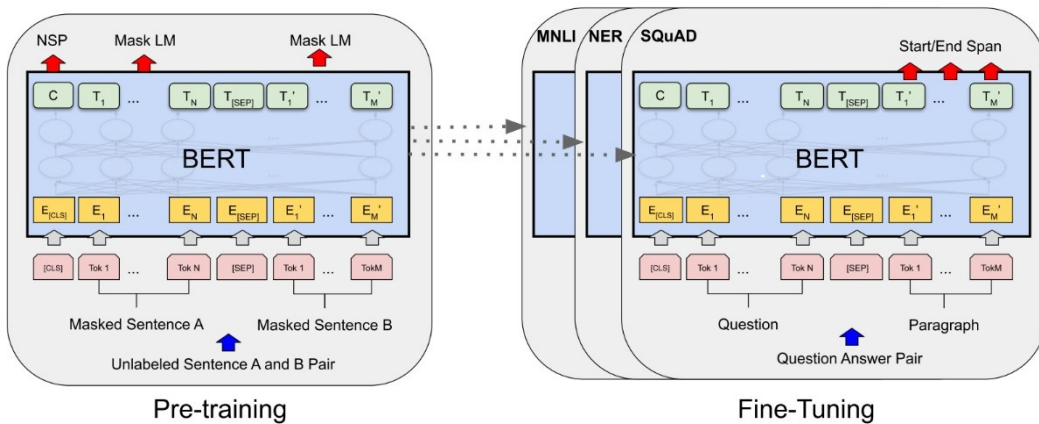 NSP Mask LM Mask LM
C T1 ... TN T[SEP] T1' ... TM'
BERT
E[CLS] E1 ... EN E[SEP] E1' ... EM'
[CLS] Tok 1 ... Tok N [SEP] Tok 1 ... TokM
Masked Sentence A Masked Sentence B
Unlabeled Sentence A and B Pair
Pre-training
MNLI NER SQuAD
Start/End Span
C T1 ... TN T[SEP] T1' ... TM'
BERT
E[CLS] E1 ... EN E[SEP] E1' ... EM'
[CLS] Tok 1 ... Tok N [SEP] Tok 1 ... TokM
Question Paragraph
Question Answer Pair
Fine-Tuning